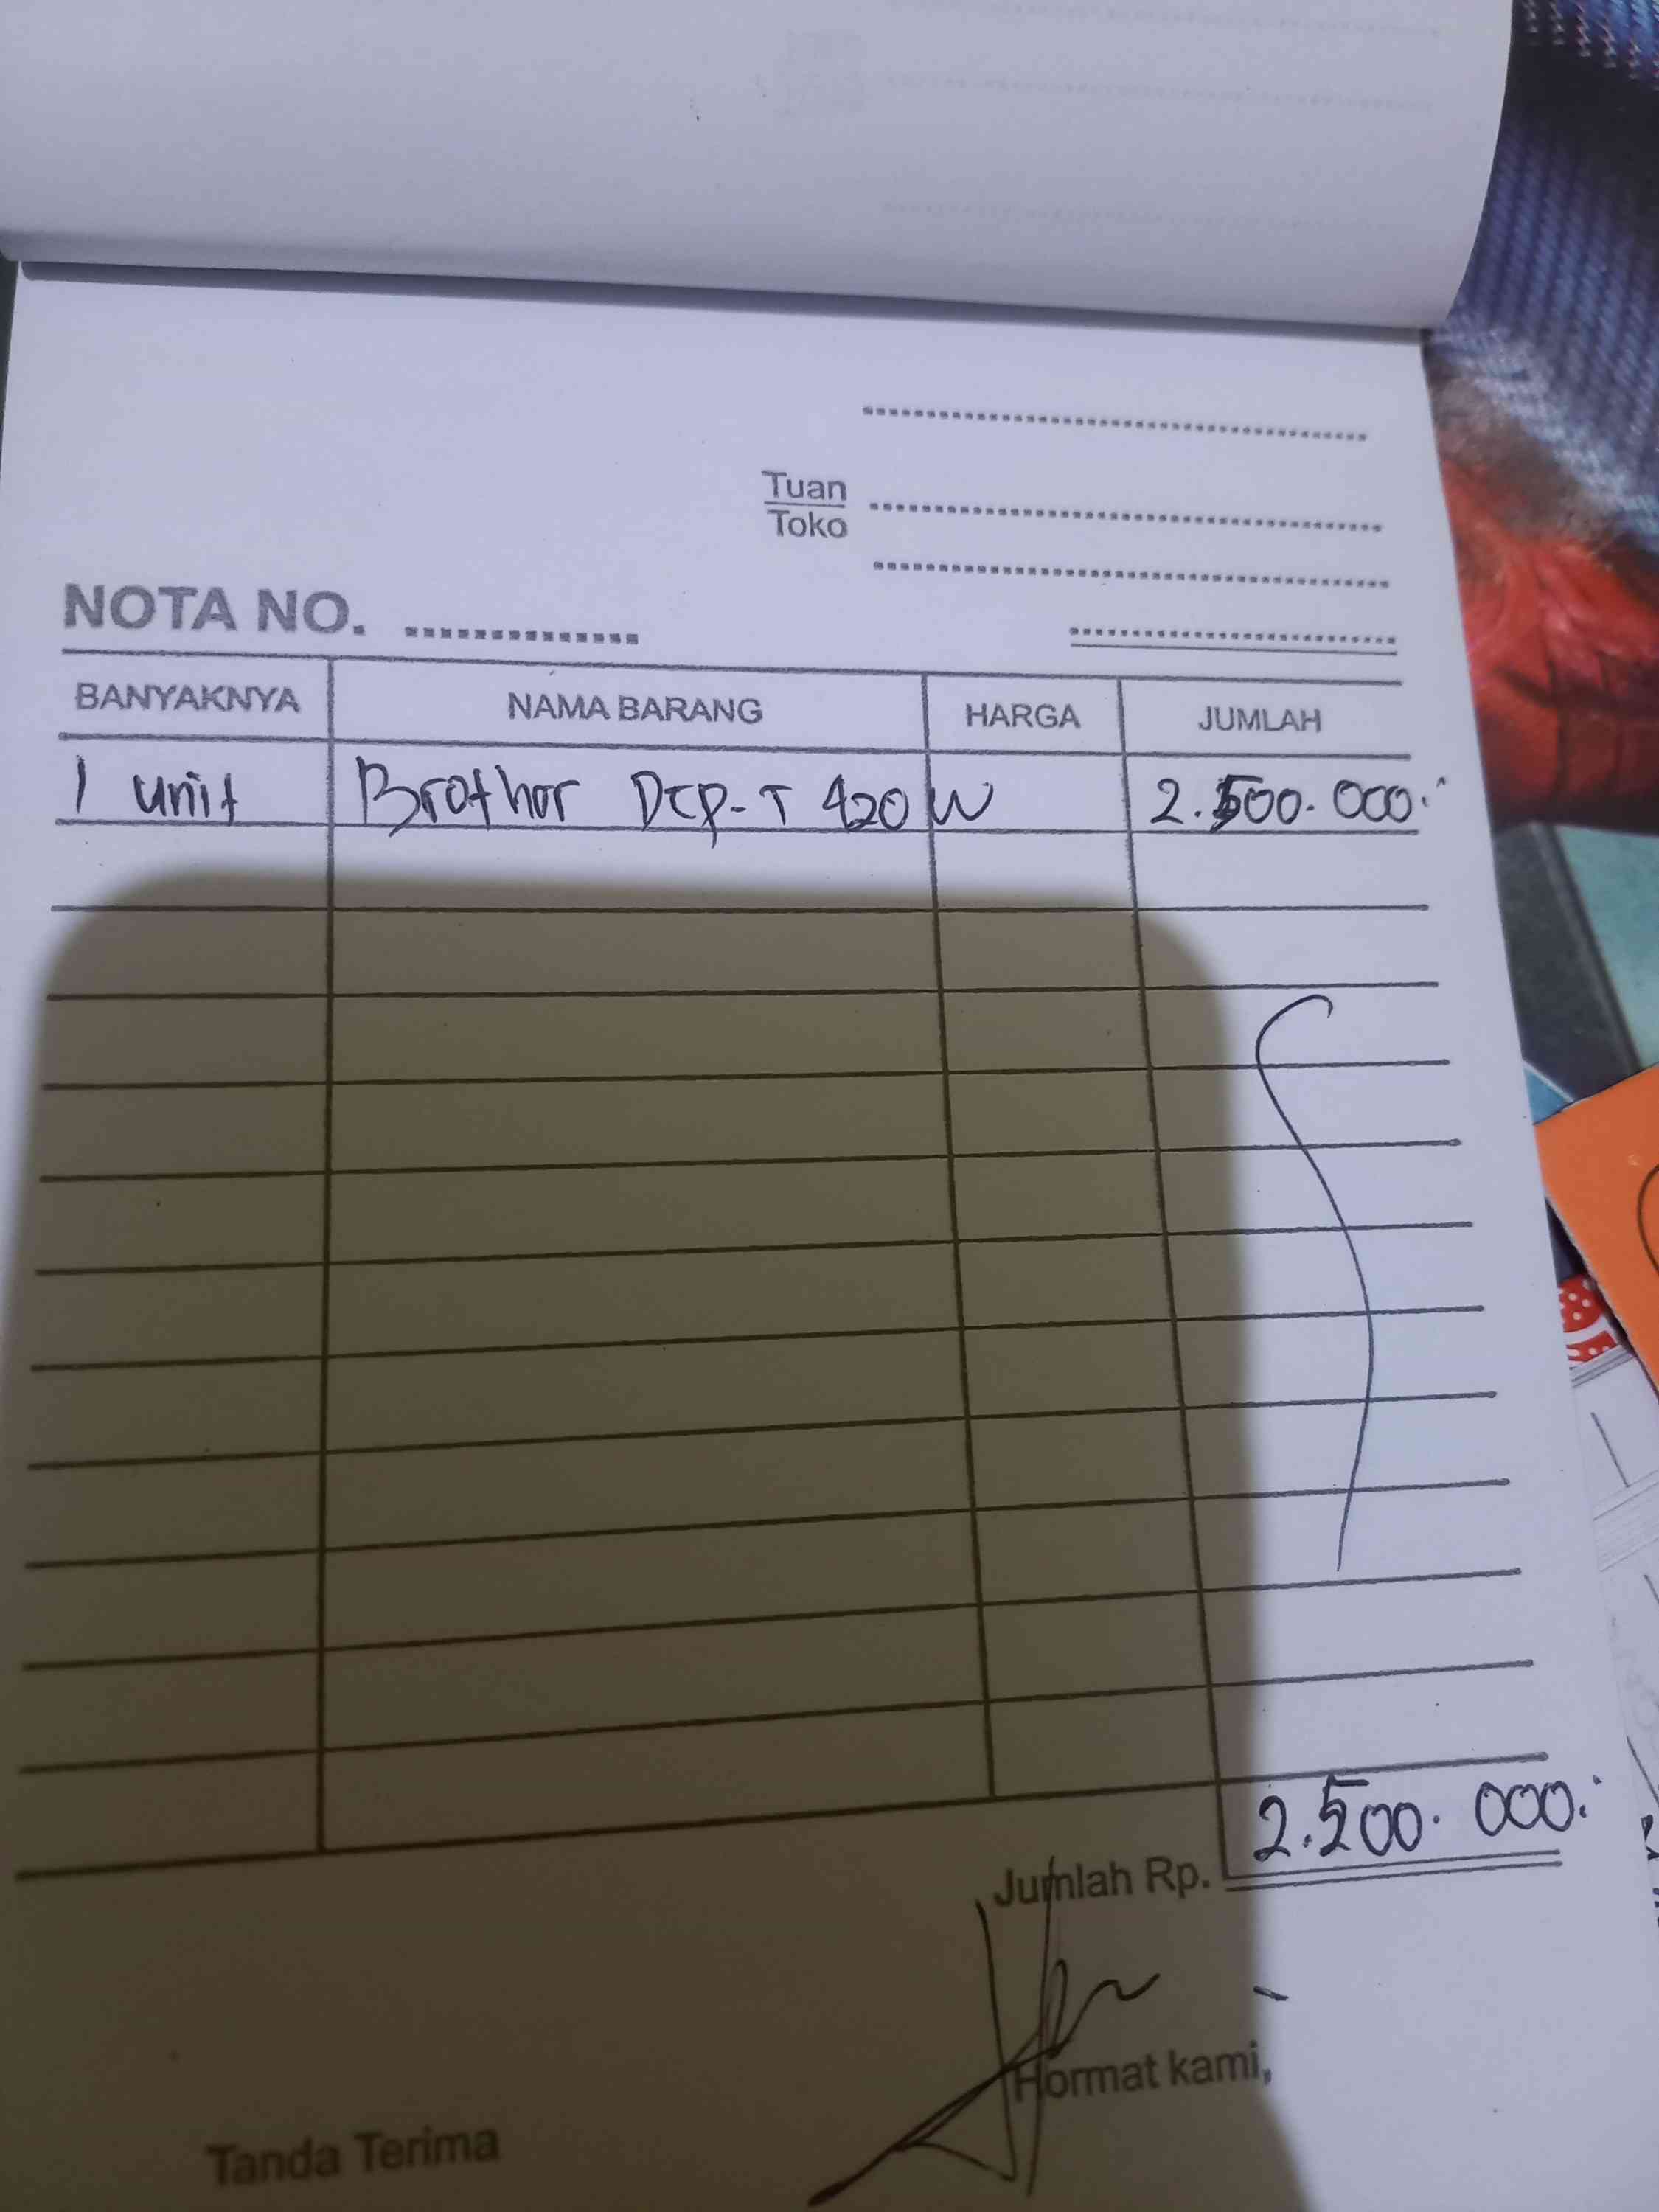 Tuan
Toko
NOTA NO.
BANYAKNYA NAMA BARANG HARGA JUMLAH
1 unit Brother DCP-T 420 W 2.500.000.-
Jumlah Rp. 2.500.000.-
Hormat kami,
Tanda Terima